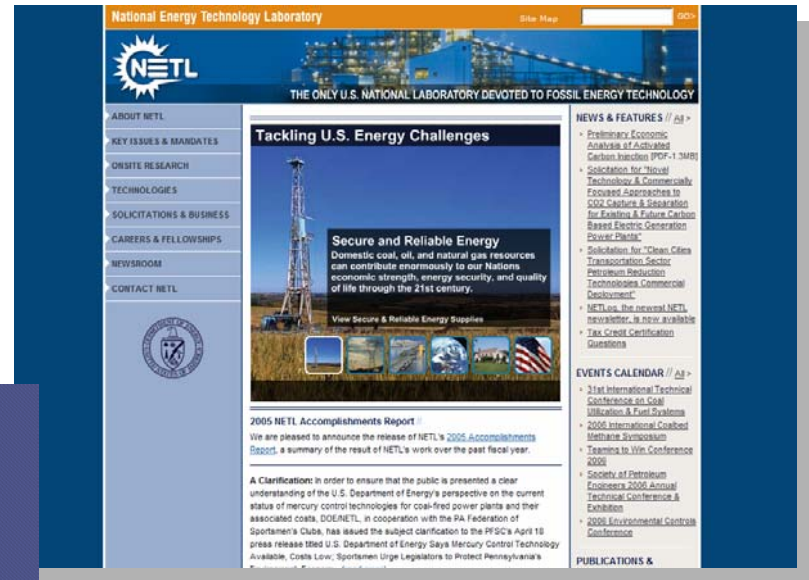 National Energy Technology Laboratory
Site Map
GO>
NETL
THE ONLY U.S. NATIONAL LABORATORY DEVOTED TO FOSSIL ENERGY TECHNOLOGY
ABOUT NETL
KEY ISSUES & MANDATES
ONSITE RESEARCH
TECHNOLOGIES
SOLICITATIONS & BUSINESS
CAREERS & FELLOWSHIPS
NEWSROOM
CONTACT NETL
Tackling U.S. Energy Challenges
Secure and Reliable Energy
Domestic coal, oil, and natural gas resources
can contribute enormously to our Nations
economic strength, energy security, and quality
of life through the 21st century.
View Secure & Reliable Energy Supplies
2005 NETL Accomplishments Report //
We are pleased to announce the release of NETL's 2005 Accomplishments
Report, a summary of the result of NETL's work over the past fiscal year.
A Clarification: In order to ensure that the public is presented a clear
understanding of the U.S. Department of Energy's perspective on the current
status of mercury control technologies for coal-fired power plants and their
associated costs, DOE/NETL, in cooperation with the PA Federation of
Sportsmen's Clubs, has issued the subject clarification to the PFSC's April 18
press release titled U.S. Department of Energy Says Mercury Control Technology
Available, Costs Low; Sportsmen Urge Legislators to Protect Pennsylvania's
NEWS & FEATURES // All >
Preliminary Economic
Analysis of Activated
Carbon Injection [PDF-1.3MB]
Solicitation for "Novel
Technology & Commercially
Focused Approaches to
CO2 Capture & Separation
for Existing & Future Carbon
Based Electric Generation
Power Plants"
Solicitation for "Clean Cities
Transportation Sector
Petroleum Reduction
Technologies Commercial
Deployment"
NETLog, the newest NETL
newsletter, is now available
Tax Credit Certification
Questions
EVENTS CALENDAR // All >
31st International Technical
Conference on Coal
Utilization & Fuel Systems
2006 International Coalbed
Methane Symposium
Teaming to Win Conference
2006
Society of Petroleum
Engineers 2006 Annual
Technical Conference &
Exhibition
2006 Environmental Controls
Conference
PUBLICATIONS &